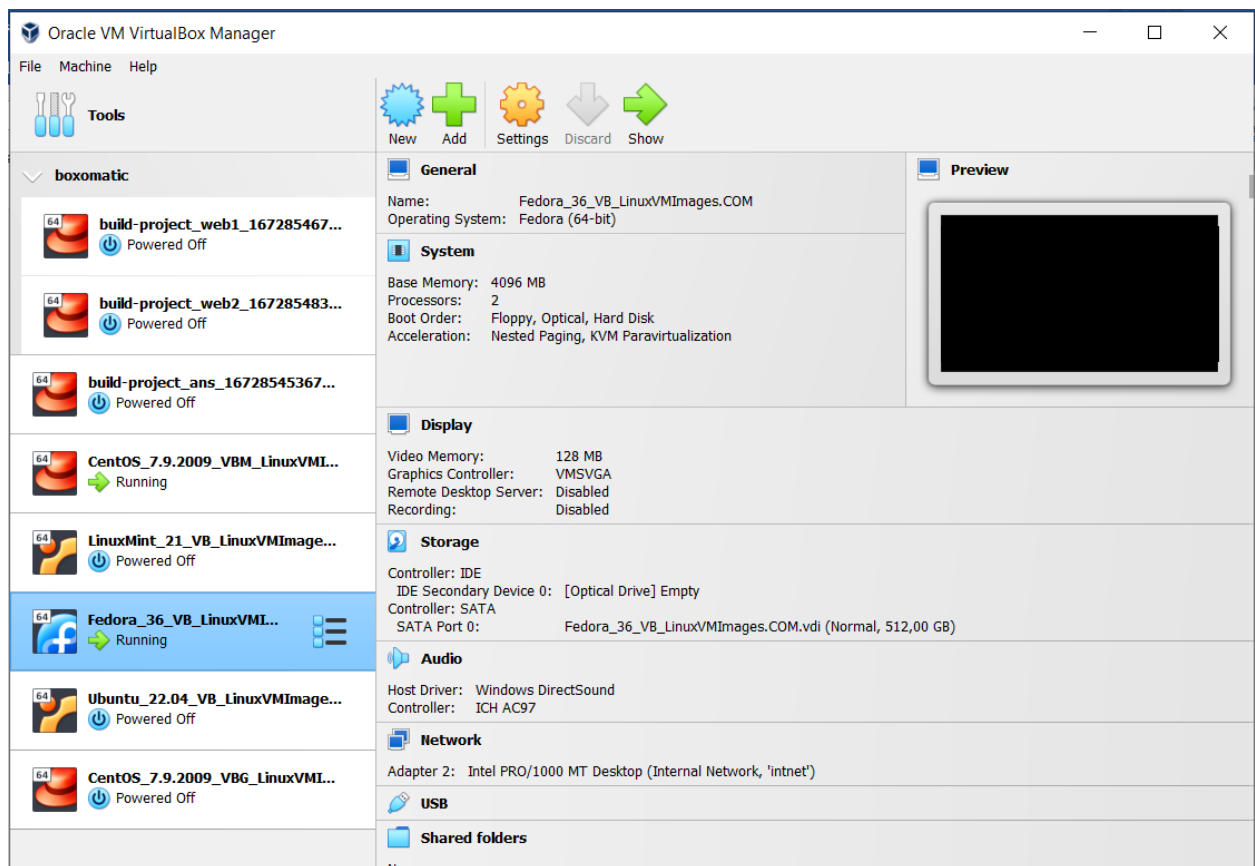 Oracle VM VirtualBox Manager
File Machine Help
Tools
New Add Settings Discard Show
boxomatic
64
build-project_web1_167285467...
Powered Off
64
build-project_web2_167285483...
Powered Off
64
build-project_ans_16728545367...
Powered Off
64
CentOS_7.9.2009_VBM_LinuxVMI...
Running
64
LinuxMint_21_VB_LinuxVMImage...
Powered Off
64
Fedora_36_VB_LinuxVMI...
Running
64
Ubuntu_22.04_VB_LinuxVMImage...
Powered Off
64
CentOS_7.9.2009_VBG_LinuxVMI...
Powered Off
General
Name: Fedora_36_VB_LinuxVMImages.COM
Operating System: Fedora (64-bit)
System
Base Memory: 4096 MB
Processors: 2
Boot Order: Floppy, Optical, Hard Disk
Acceleration: Nested Paging, KVM Paravirtualization
Preview
Display
Video Memory: 128 MB
Graphics Controller: VMSVGA
Remote Desktop Server: Disabled
Recording: Disabled
Storage
Controller: IDE
IDE Secondary Device 0: [Optical Drive] Empty
Controller: SATA
SATA Port 0: Fedora_36_VB_LinuxVMImages.COM.vdi (Normal, 512,00 GB)
Audio
Host Driver: Windows DirectSound
Controller: ICH AC97
Network
Adapter 2: Intel PRO/1000 MT Desktop (Internal Network, 'intnet')
USB
Shared folders